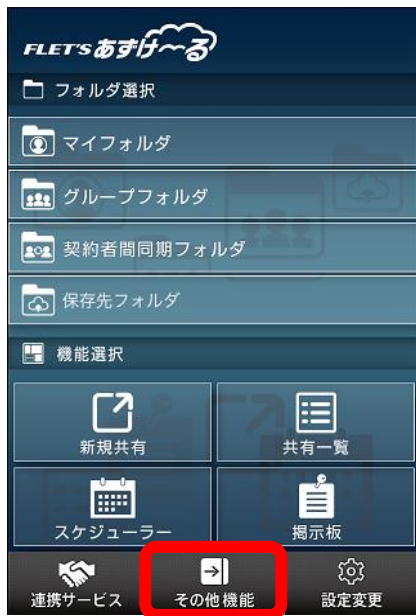 FLET'S あずけ～る
フォルダ選択
マイフォルダ
グループフォルダ
契約者間同期フォルダ
保存先フォルダ
機能選択
新規共有
共有一覧
スケジューラー
掲示板
連携サービス
その他機能
設定変更